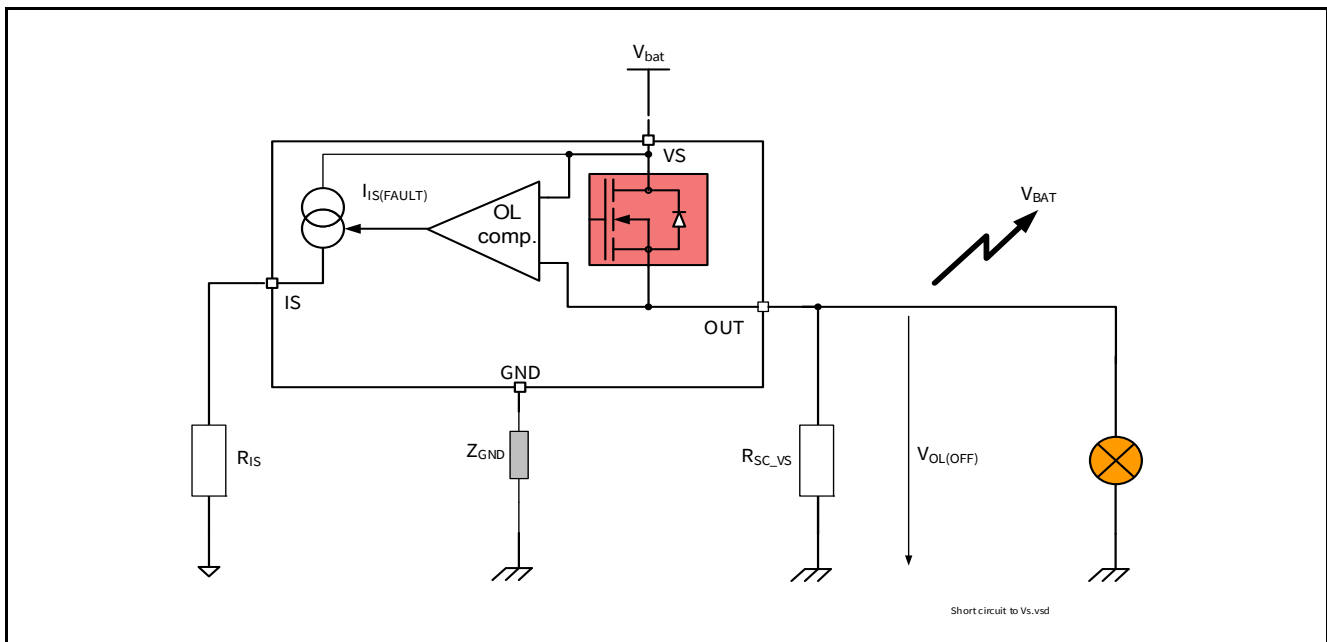 Vbat
VS
IIS(FAULT)
OL
comp.
VBAT
IS
OUT
GND
RIS
ZGND
RSC_VS
VOL(OFF)
Short circuit to Vs.vsd